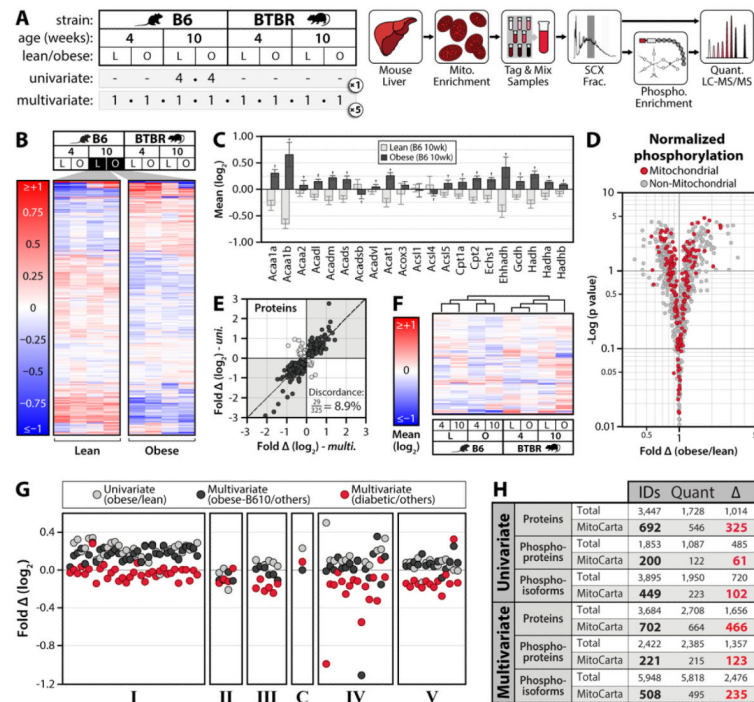 A
strain: B6 BTBR
age (weeks): 4 10 4 10
lean/obese: L O L O L O L O
univariate: - - 4 • 4 - - - - ×1
multivariate: 1 • 1 • 1 • 1 • 1 • 1 • 1 • 1 ×5
Mouse Liver
Mito. Enrichment
Tag & Mix Samples
SCX Frac.
Phospho. Enrichment
Quant. LC-MS/MS
B
B6 BTBR
4 10 4 10
L O L O L O L O
≥+1
0.75
0.5
0.25
0
−0.25
−0.5
−0.75
≤−1
Lean Obese
C
Mean (log2)
1.00
0.50
0.00
-0.50
-1.00
Lean (B6 10wk)
Obese (B6 10wk)
Acaa1a
Acaa1b
Acaa2
Acadl
Acadm
Acads
Acadsb
Acadvl
Acat1
Acox3
Acsl1
Acsl4
Acsl5
Cpt1a
Cpt2
Echs1
Ehhadh
Gcdh
Hadh
Hadha
Hadhb
D
Normalized
phosphorylation
Mitochondrial
Non-Mitochondrial
-Log (p value)
10
5
1
0.5
0.1
0.01
0.5 1
Fold Δ (obese/lean)
E
Proteins
Fold Δ (log2) - uni.
3
2
1
0
-1
-2
-3
Discordance:
29/325 = 8.9%
-3 -2 -1 0 1 2 3
Fold Δ (log2) - multi.
F
≥+1
0
≤−1
Mean (log2)
4 10 4 10 L O L O
L O 4 10
B6 BTBR
G
Univariate (obese/lean)
Multivariate (obese-B610/others)
Multivariate (diabetic/others)
Fold Δ (log2)
0.4
0.0
-0.4
-0.8
-1.2
I II III C IV V
H
IDs Quant Δ
Univariate
Proteins Total 3,447 1,728 1,014
MitoCarta 692 546 325
Phospho-proteins Total 1,853 1,087 485
MitoCarta 200 122 61
Phospho-isoforms Total 3,895 1,950 720
MitoCarta 449 223 102
Multivariate
Proteins Total 3,684 2,708 1,656
MitoCarta 702 664 466
Phospho-proteins Total 2,422 2,385 1,357
MitoCarta 221 215 123
Phospho-isoforms Total 5,948 5,818 2,476
MitoCarta 508 495 235